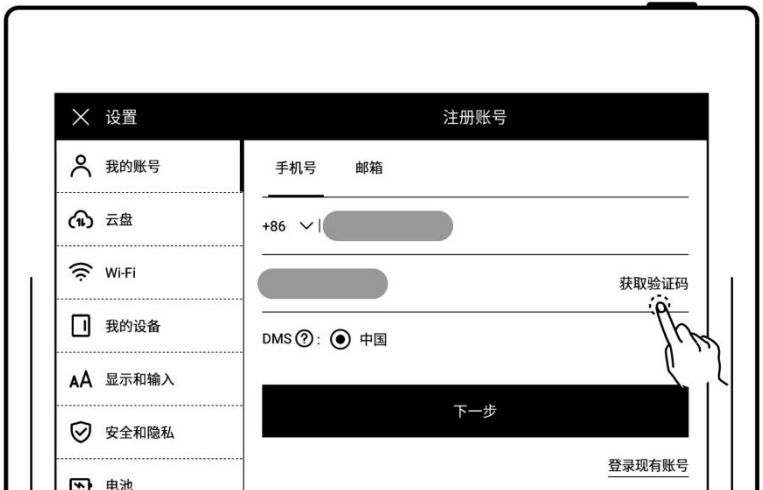 设置
注册账号
我的账号
云盘
Wi-Fi
我的设备
AA 显示和输入
安全和隐私
电池
手机号 邮箱
+86
获取验证码
DMS?: 中国
下一步
登录现有账号